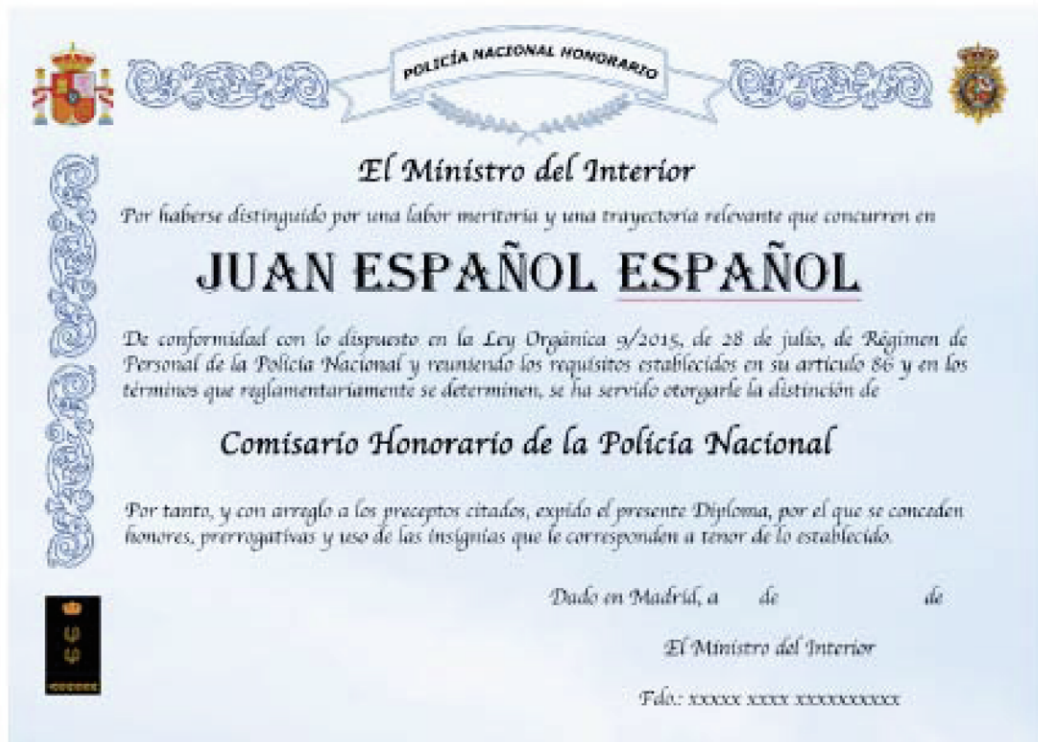 POLICÍA NACIONAL HONORARIO
El Ministro del Interior
Por haberse distinguido por una labor meritoria y una trayectoria relevante que concurren en
JUAN ESPAÑOL ESPAÑOL
De conformidad con lo dispuesto en la Ley Orgánica 9/2015, de 28 de julio, de Régimen de
Personal de la Policía Nacional y reuniendo los requisitos establecidos en su artículo 86 y en los
términos que reglamentariamente se determinen, se ha servido otorgarle la distinción de
Comisario Honorario de la Policía Nacional
Por tanto, y con arreglo a los preceptos citados, expido el presente Diploma, por el que se conceden
honores, prerrogativas y uso de las insignias que le corresponden a tenor de lo establecido.
Dado en Madrid, a de de
El Ministro del Interior
Fdo.: xxxxx xxxx xxxxxxxxxx